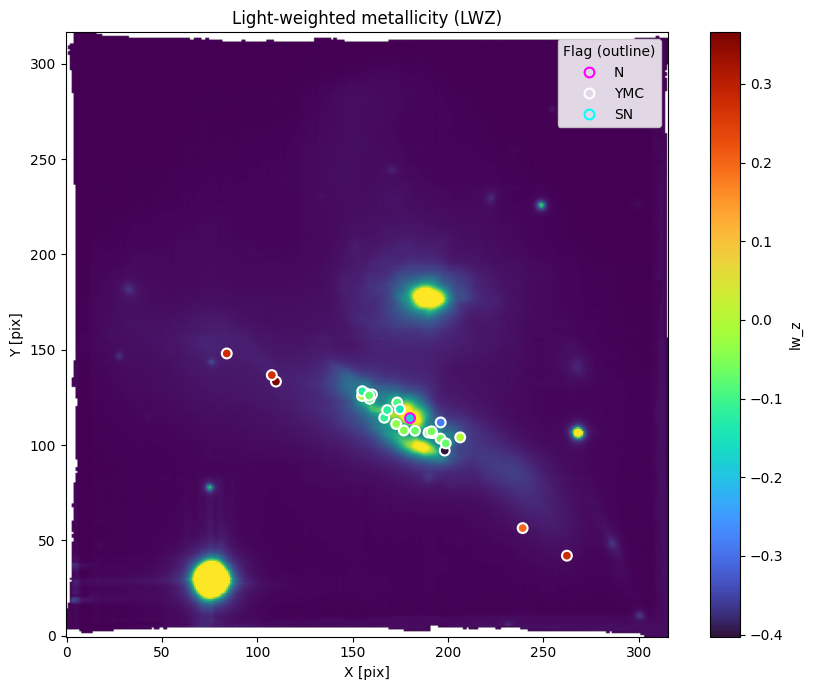 Light-weighted metallicity (LWZ)
Flag (outline)
N
YMC
SN
300
250
200
150
100
50
0
Y [pix]
0
50
100
150
200
250
300
X [pix]
0.3
0.2
0.1
0.0
−0.1
−0.2
−0.3
−0.4
lw_z